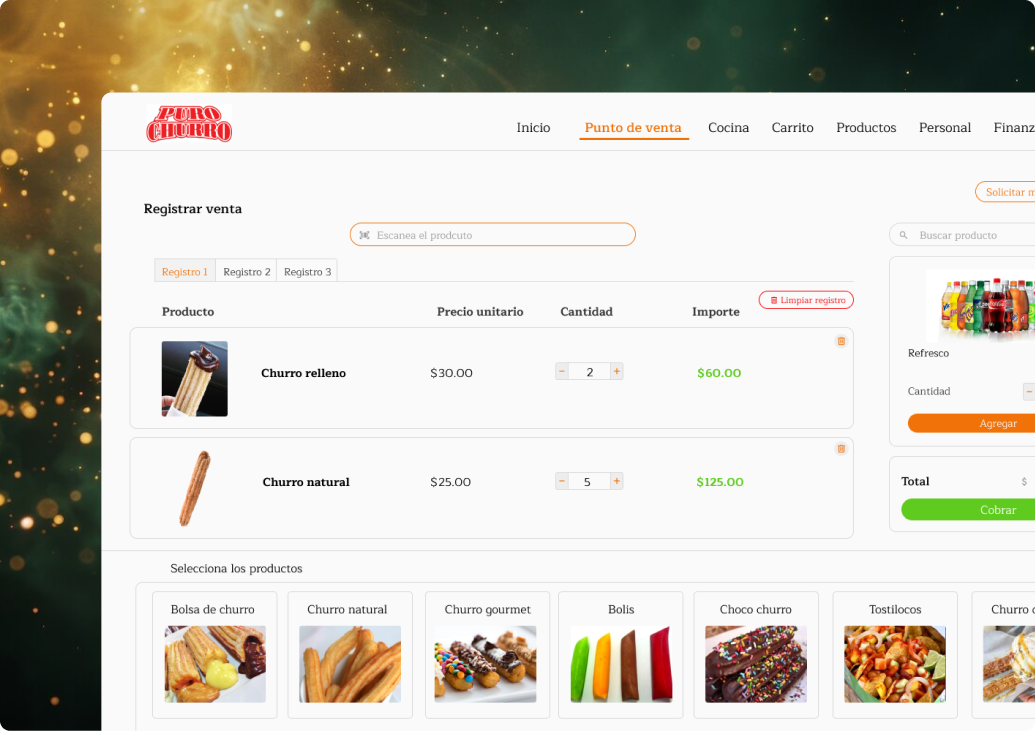 PURO
CHURRO
Inicio
Punto de venta
Cocina
Carrito
Productos
Personal
Finanz
Solicitar m
Registrar venta
Escanea el prodcuto
Buscar producto
Registro 1
Registro 2
Registro 3
Limpiar registro
Producto
Precio unitario
Cantidad
Importe
Churro relleno
$30.00
− 2 +
$60.00
Churro natural
$25.00
− 5 +
$125.00
Refresco
Cantidad
−
Agregar
Total
$
Cobrar
Selecciona los productos
Bolsa de churro
Churro natural
Churro gourmet
Bolis
Choco churro
Tostilocos
Churro c